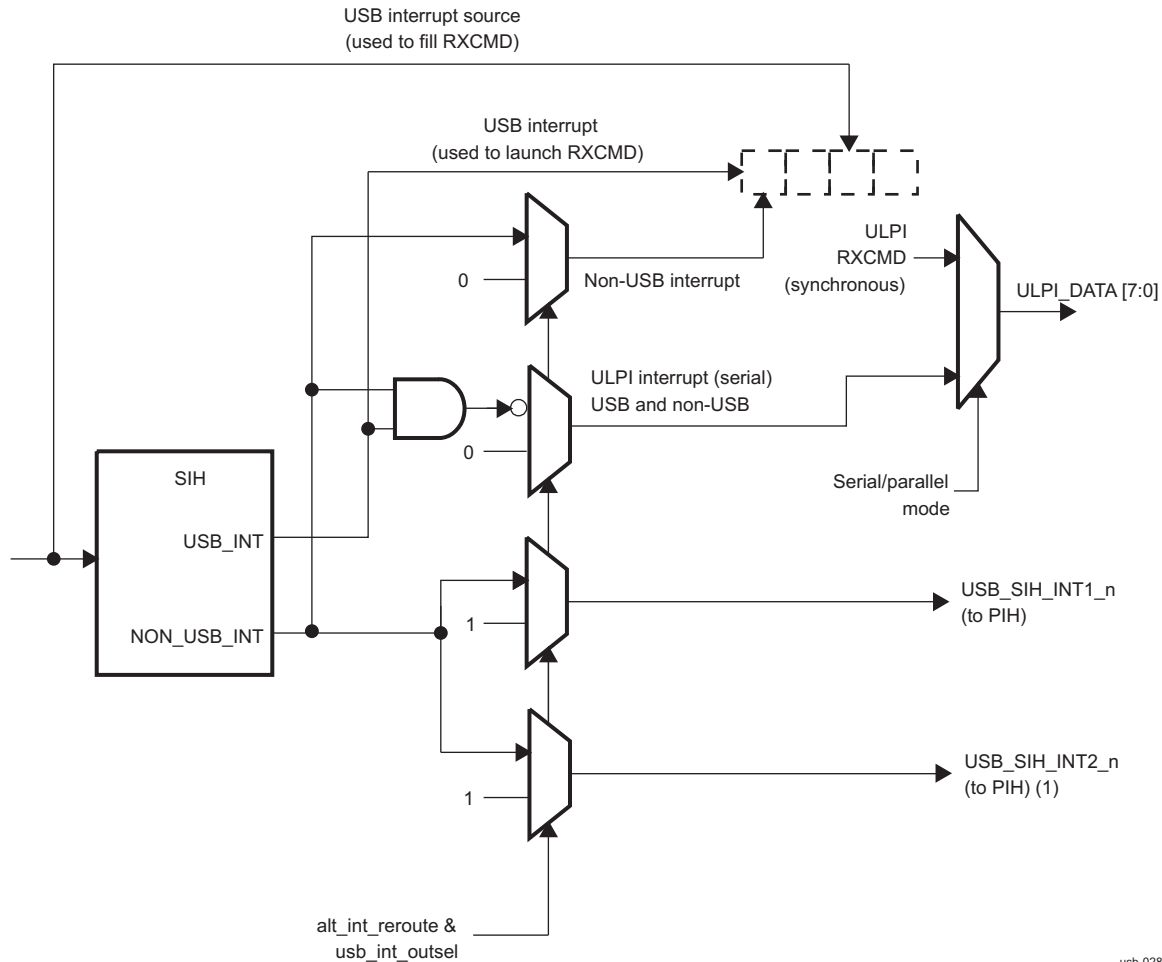 USB interrupt source
(used to fill RXCMD)
USB interrupt
(used to launch RXCMD)
ULPI
RXCMD
(synchronous)
0
Non-USB interrupt
ULPI_DATA [7:0]
ULPI interrupt (serial)
USB and non-USB
0
SIH
Serial/parallel
mode
USB_INT
USB_SIH_INT1_n
(to PIH)
1
NON_USB_INT
USB_SIH_INT2_n
(to PIH) (1)
1
alt_int_reroute &
usb_int_outsel
usb-028